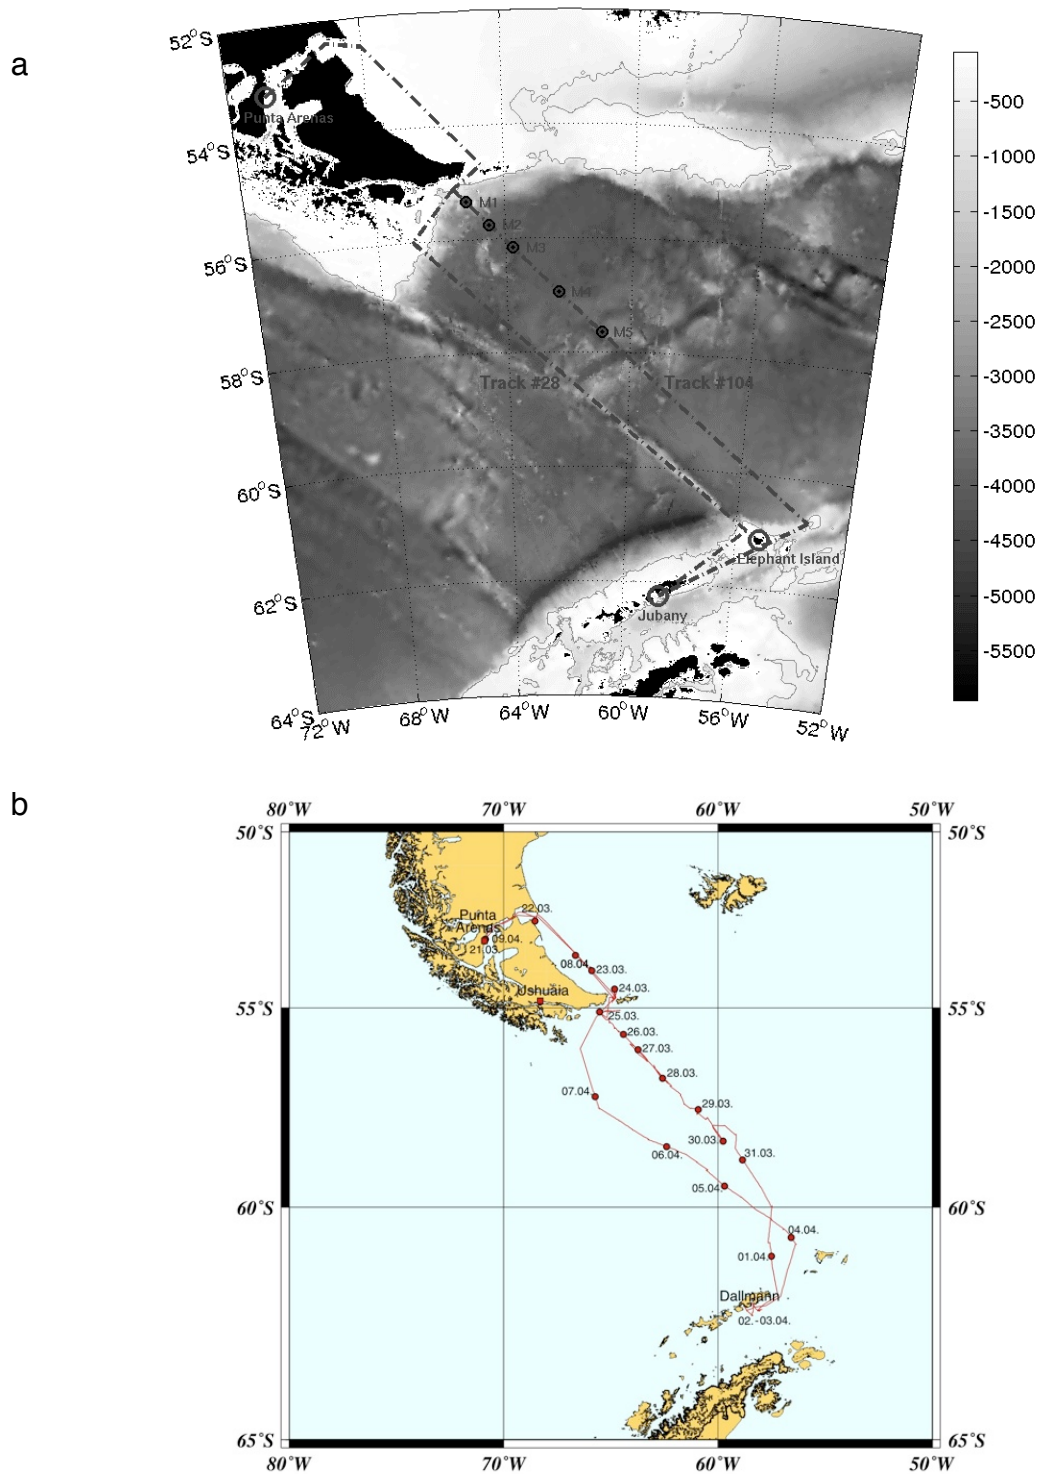 a
52°S
54°S
56°S
58°S
60°S
62°S
64°S
72°W
68°W
64°W
60°W
56°W
52°W
Punta Arenas
M1
M2
M3
M4
M5
Track #28
Track #104
Elephant Island
Jubany
-500
-1000
-1500
-2000
-2500
-3000
-3500
-4000
-4500
-5000
-5500
b
80°W
70°W
60°W
50°W
50°S
50°S
22.03.
Punta
Arenas
09.04.
21.03.
08.04
23.03.
Ushuaia
24.03.
55°S
55°S
25.03.
26.03.
27.03.
28.03.
07.04
29.03.
30.03.
31.03.
06.04.
05.04.
60°S
60°S
04.04.
01.04.
Dallmann
02.-03.04.
65°S
65°S
80°W
70°W
60°W
50°W